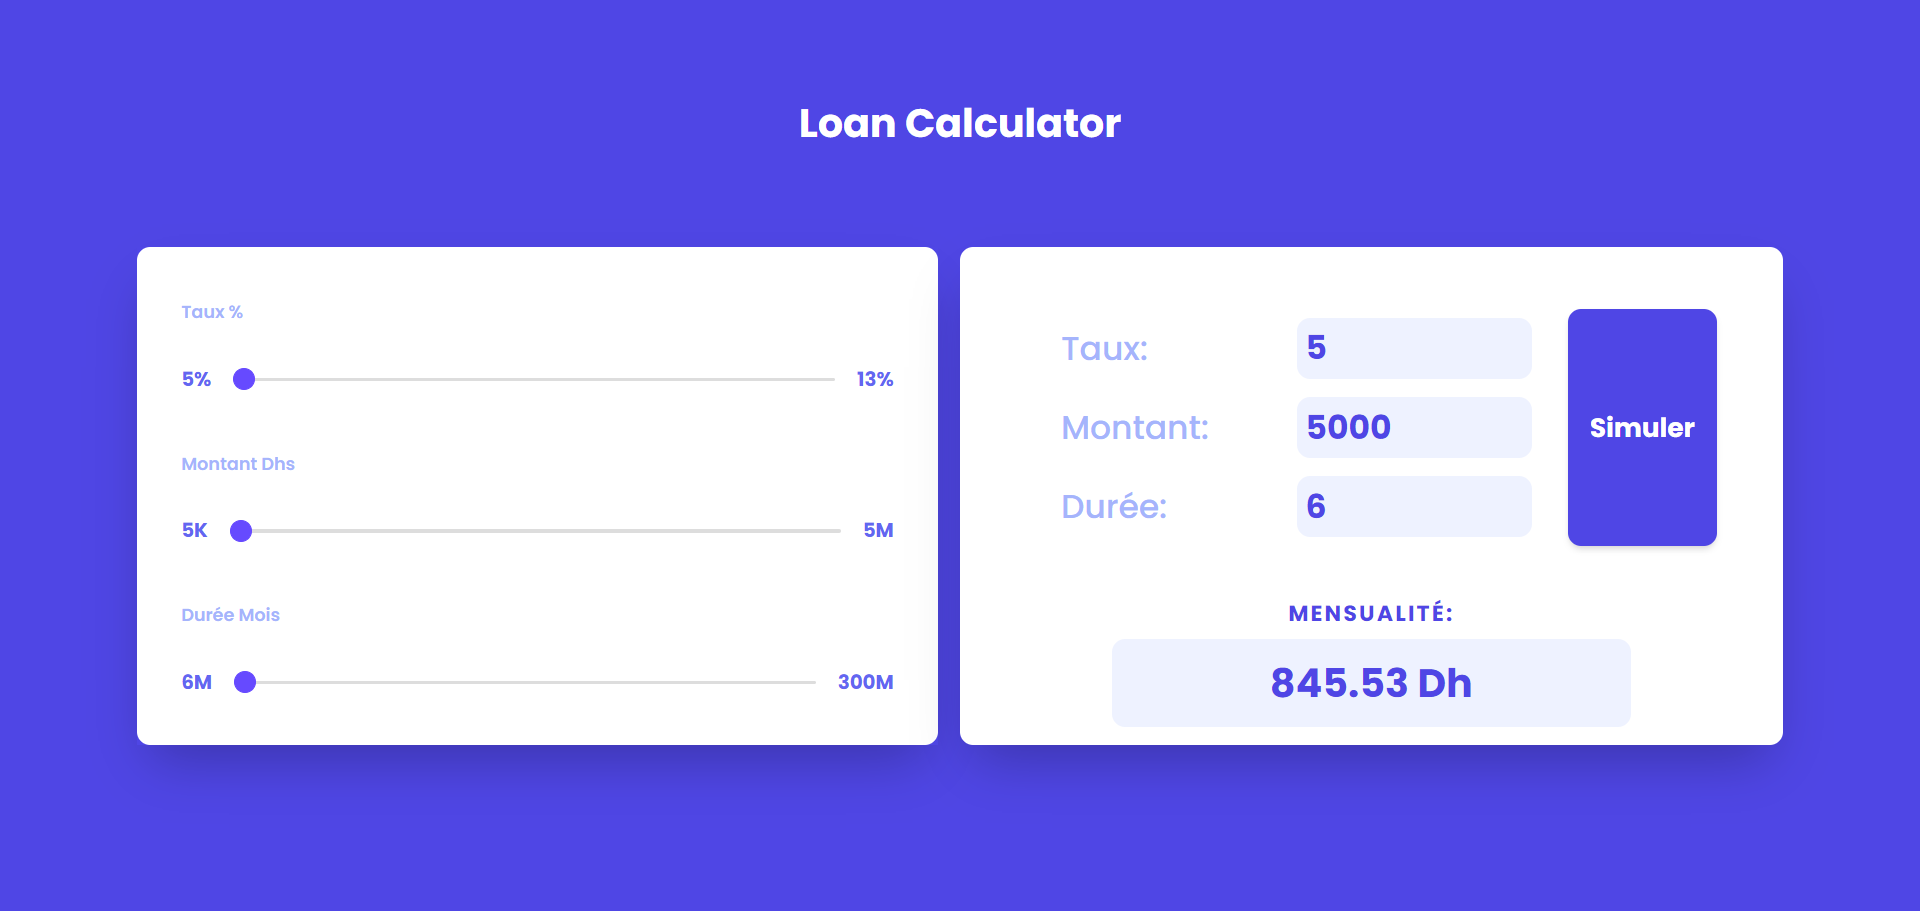 Loan Calculator
Taux %
5% 13%
Montant Dhs
5K 5M
Durée Mois
6M 300M
Taux: 5
Montant: 5000
Durée: 6
Simuler
MENSUALITÉ:
845.53 Dh